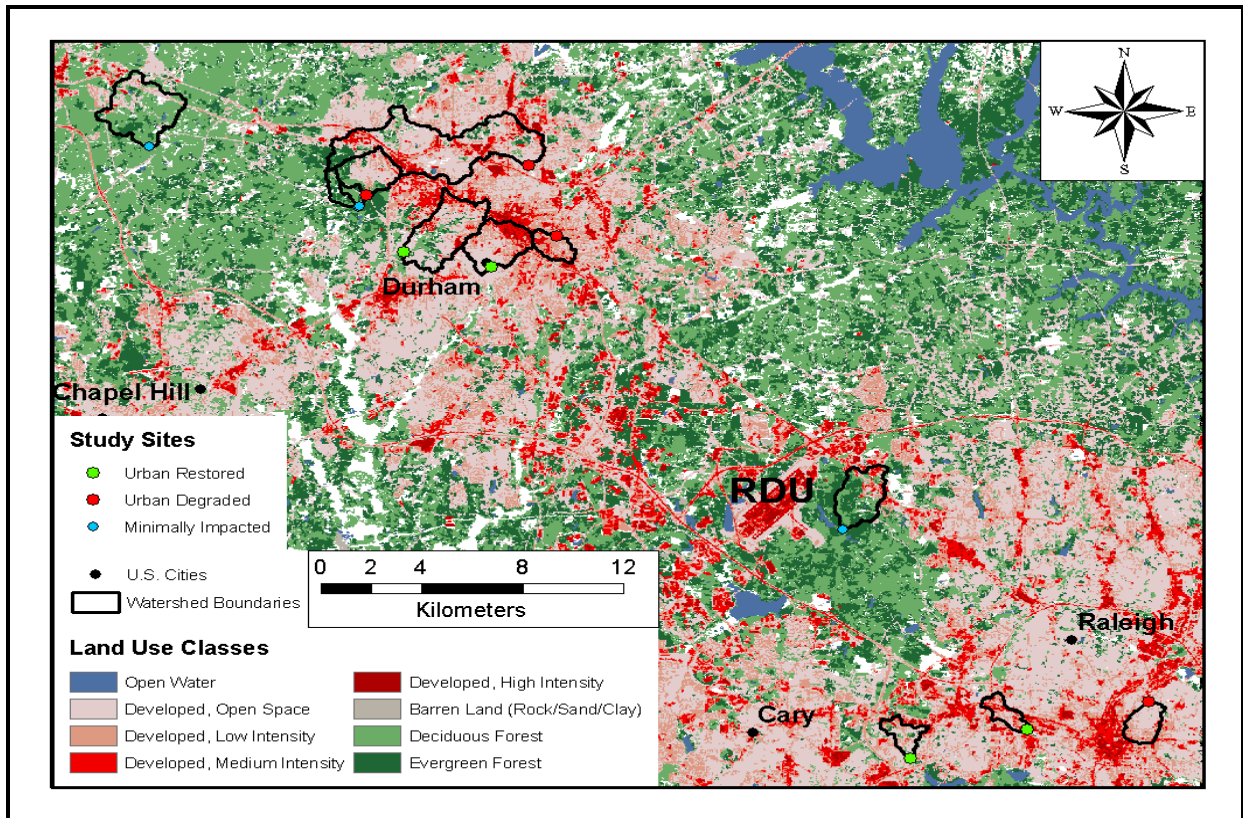 N
W E
S
Durham
Chapel Hill
RDU
Raleigh
Cary
Study Sites
Urban Restored
Urban Degraded
Minimally Impacted
U.S. Cities
Watershed Boundaries
0 2 4 8 12
Kilometers
Land Use Classes
Open Water
Developed, Open Space
Developed, Low Intensity
Developed, Medium Intensity
Developed, High Intensity
Barren Land (Rock/Sand/Clay)
Deciduous Forest
Evergreen Forest